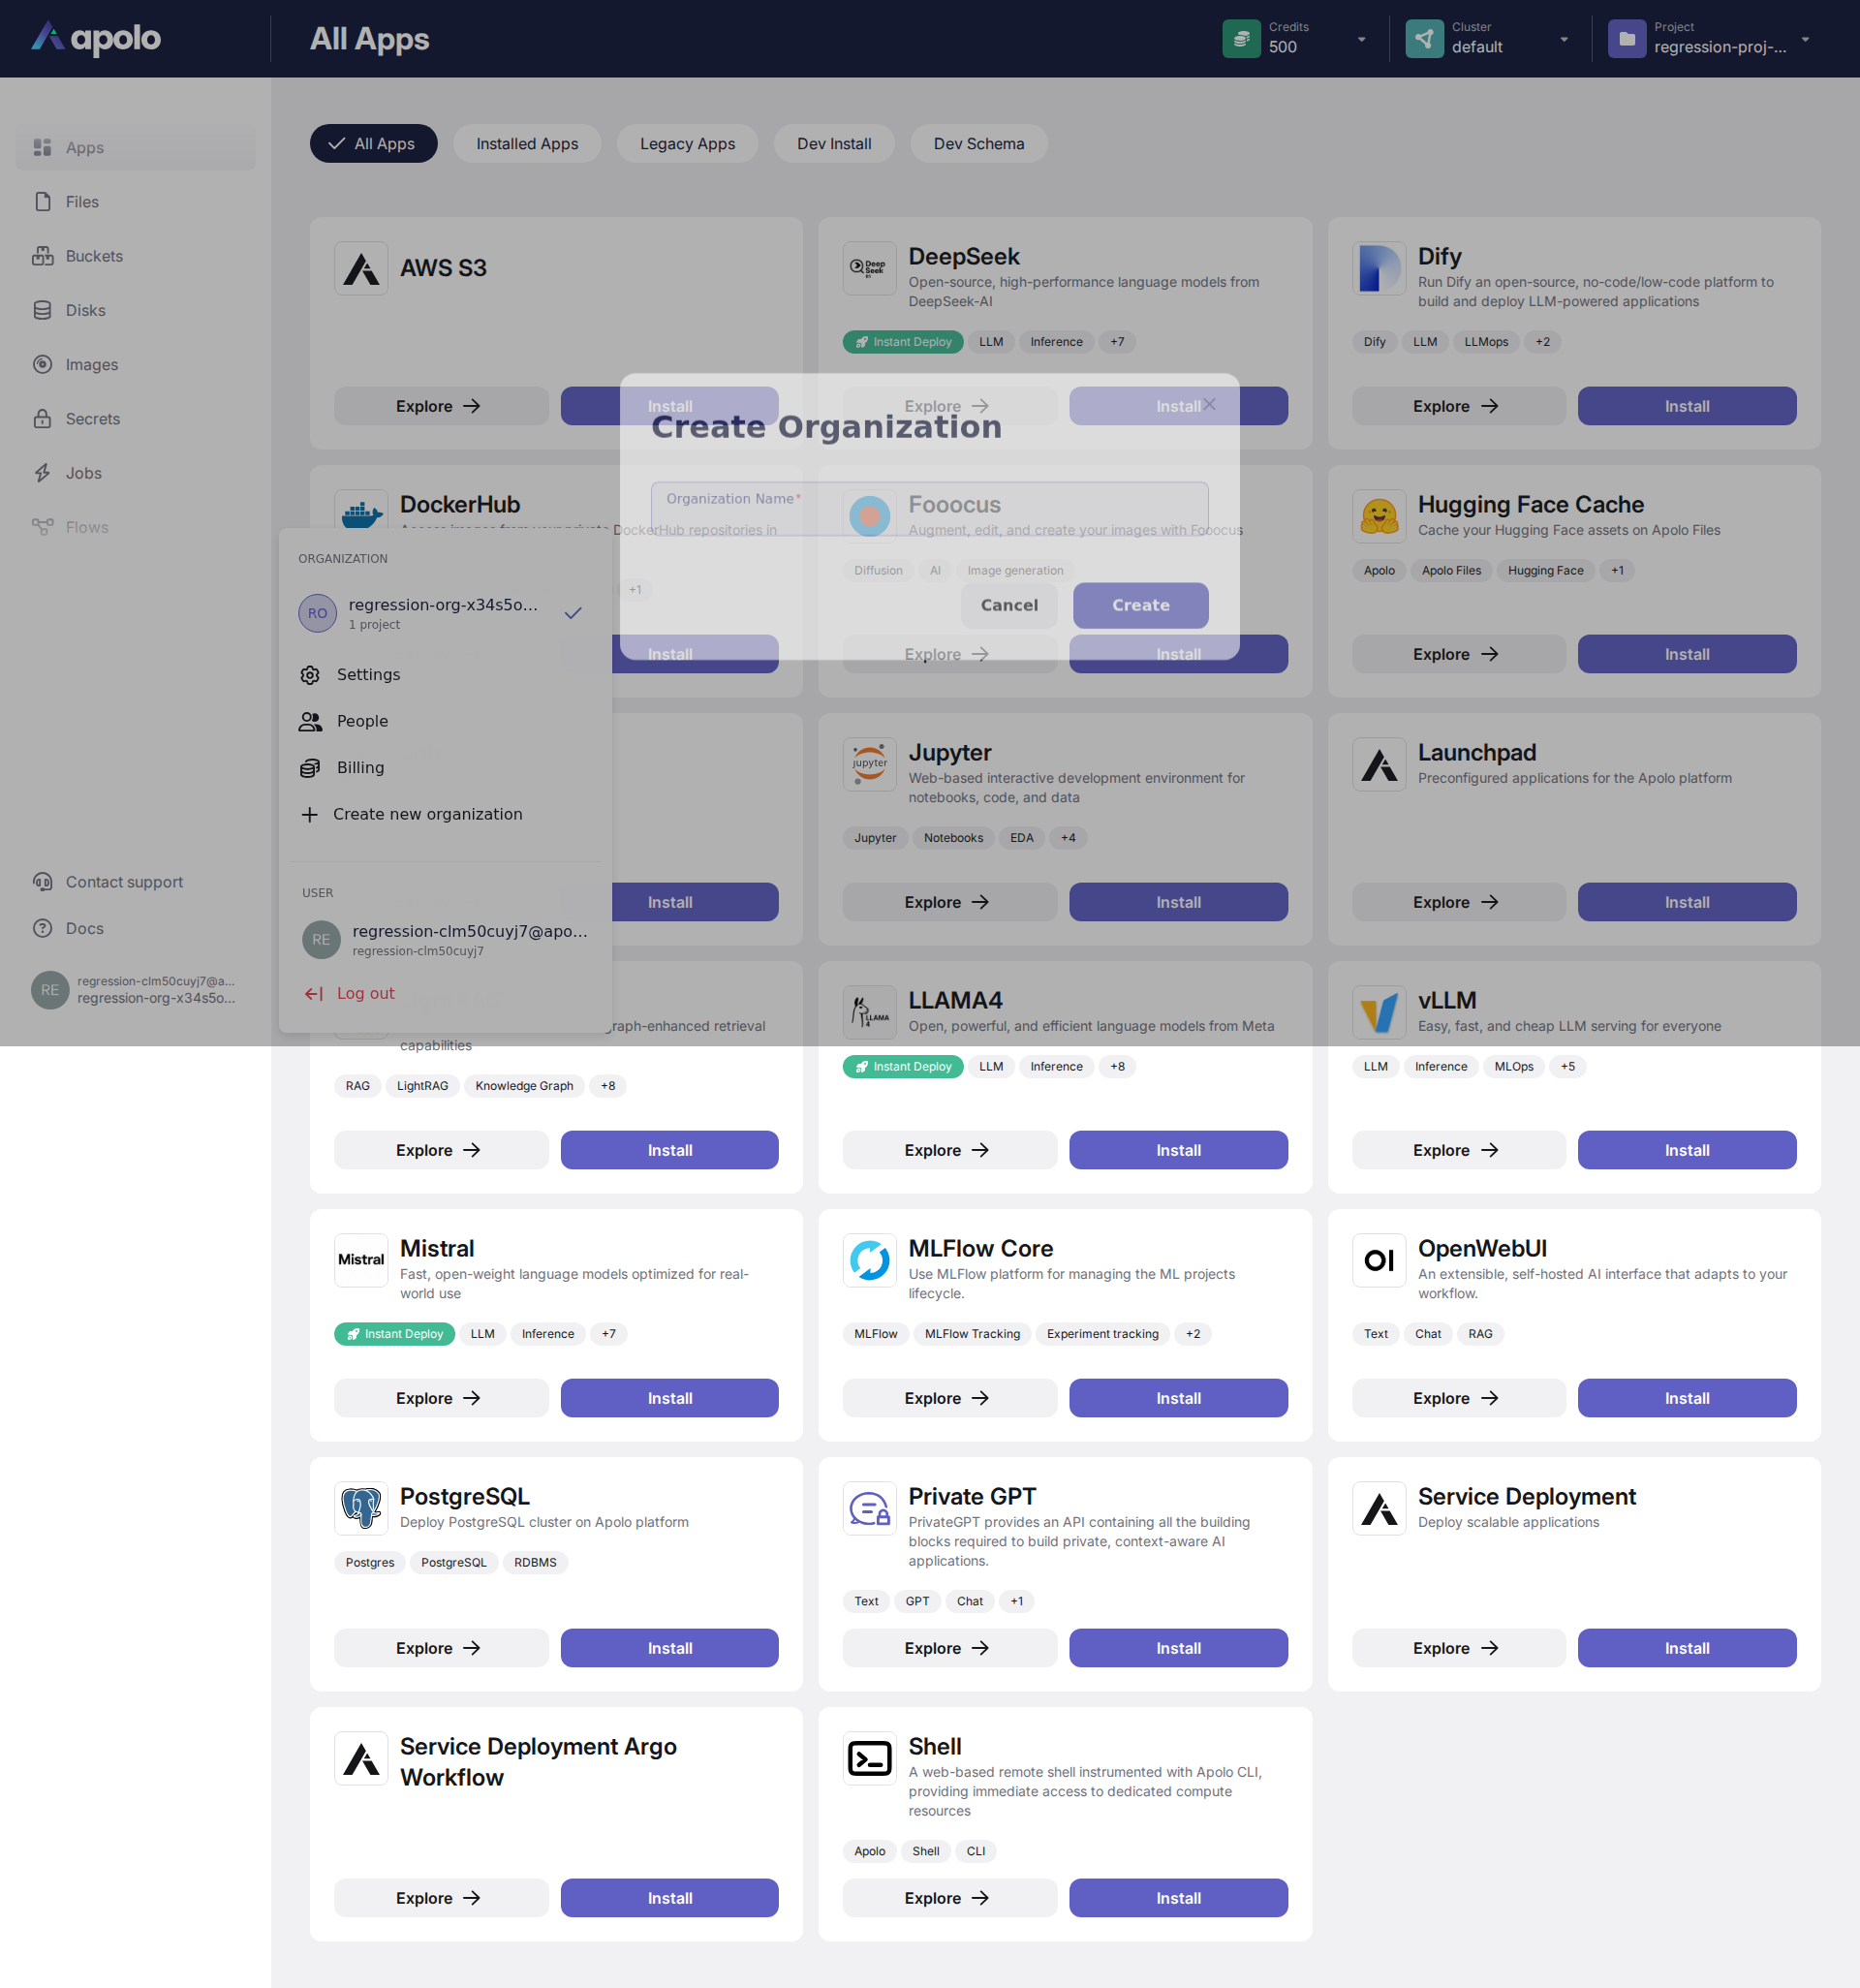 apolo
All Apps
Credits
500
Cluster
default
Project
regression-proj-...
Apps
Files
Buckets
Disks
Images
Secrets
Jobs
Flows
Contact support
Docs
RE
regression-clm50cuyj7@a...
regression-org-x34s5o...
All Apps
Installed Apps
Legacy Apps
Dev Install
Dev Schema
AWS S3
Explore
Install
Deep Seek
DeepSeek
Open-source, high-performance language models from
DeepSeek-AI
Instant Deploy
LLM
Inference
+7
Explore
Install
Dify
Run Dify an open-source, no-code/low-code platform to
build and deploy LLM-powered applications
Dify
LLM
LLMops
+2
Explore
Install
Create Organization
Organization Name*
Cancel
Create
DockerHub
Access images from your private DockerHub repositories in
+1
Install
Fooocus
Augment, edit, and create your images with Fooocus
Diffusion
AI
Image generation
Explore
Install
Hugging Face Cache
Cache your Hugging Face assets on Apolo Files
Apolo
Apolo Files
Hugging Face
+1
Explore
Install
ORGANIZATION
RO
regression-org-x34s5o...
1 project
Settings
People
Billing
Create new organization
USER
RE
regression-clm50cuyj7@apo...
regression-clm50cuyj7
Log out
Install
jupyter
Jupyter
Web-based interactive development environment for
notebooks, code, and data
Jupyter
Notebooks
EDA
+4
Explore
Install
Launchpad
Preconfigured applications for the Apolo platform
Explore
Install
raph-enhanced retrieval
capabilities
RAG
LightRAG
Knowledge Graph
+8
Explore
Install
LLAMA 4
LLAMA4
Open, powerful, and efficient language models from Meta
Instant Deploy
LLM
Inference
+8
Explore
Install
vLLM
Easy, fast, and cheap LLM serving for everyone
LLM
Inference
MLOps
+5
Explore
Install
Mistral
Mistral
Fast, open-weight language models optimized for real-
world use
Instant Deploy
LLM
Inference
+7
Explore
Install
MLFlow Core
Use MLFlow platform for managing the ML projects
lifecycle.
MLFlow
MLFlow Tracking
Experiment tracking
+2
Explore
Install
OI
OpenWebUI
An extensible, self-hosted AI interface that adapts to your
workflow.
Text
Chat
RAG
Explore
Install
PostgreSQL
Deploy PostgreSQL cluster on Apolo platform
Postgres
PostgreSQL
RDBMS
Explore
Install
Private GPT
PrivateGPT provides an API containing all the building
blocks required to build private, context-aware AI
applications.
Text
GPT
Chat
+1
Explore
Install
Service Deployment
Deploy scalable applications
Explore
Install
Service Deployment Argo
Workflow
Explore
Install
Shell
A web-based remote shell instrumented with Apolo CLI,
providing immediate access to dedicated compute
resources
Apolo
Shell
CLI
Explore
Install